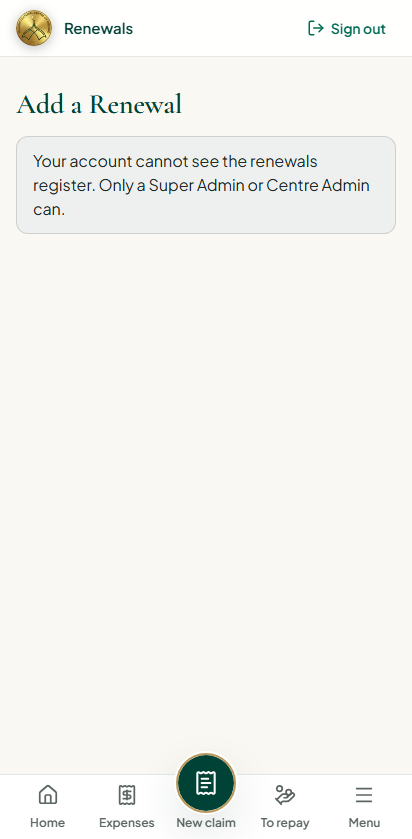 Renewals
Sign out
Add a Renewal
Your account cannot see the renewals
register. Only a Super Admin or Centre Admin
can.
Home
Expenses
New claim
To repay
Menu